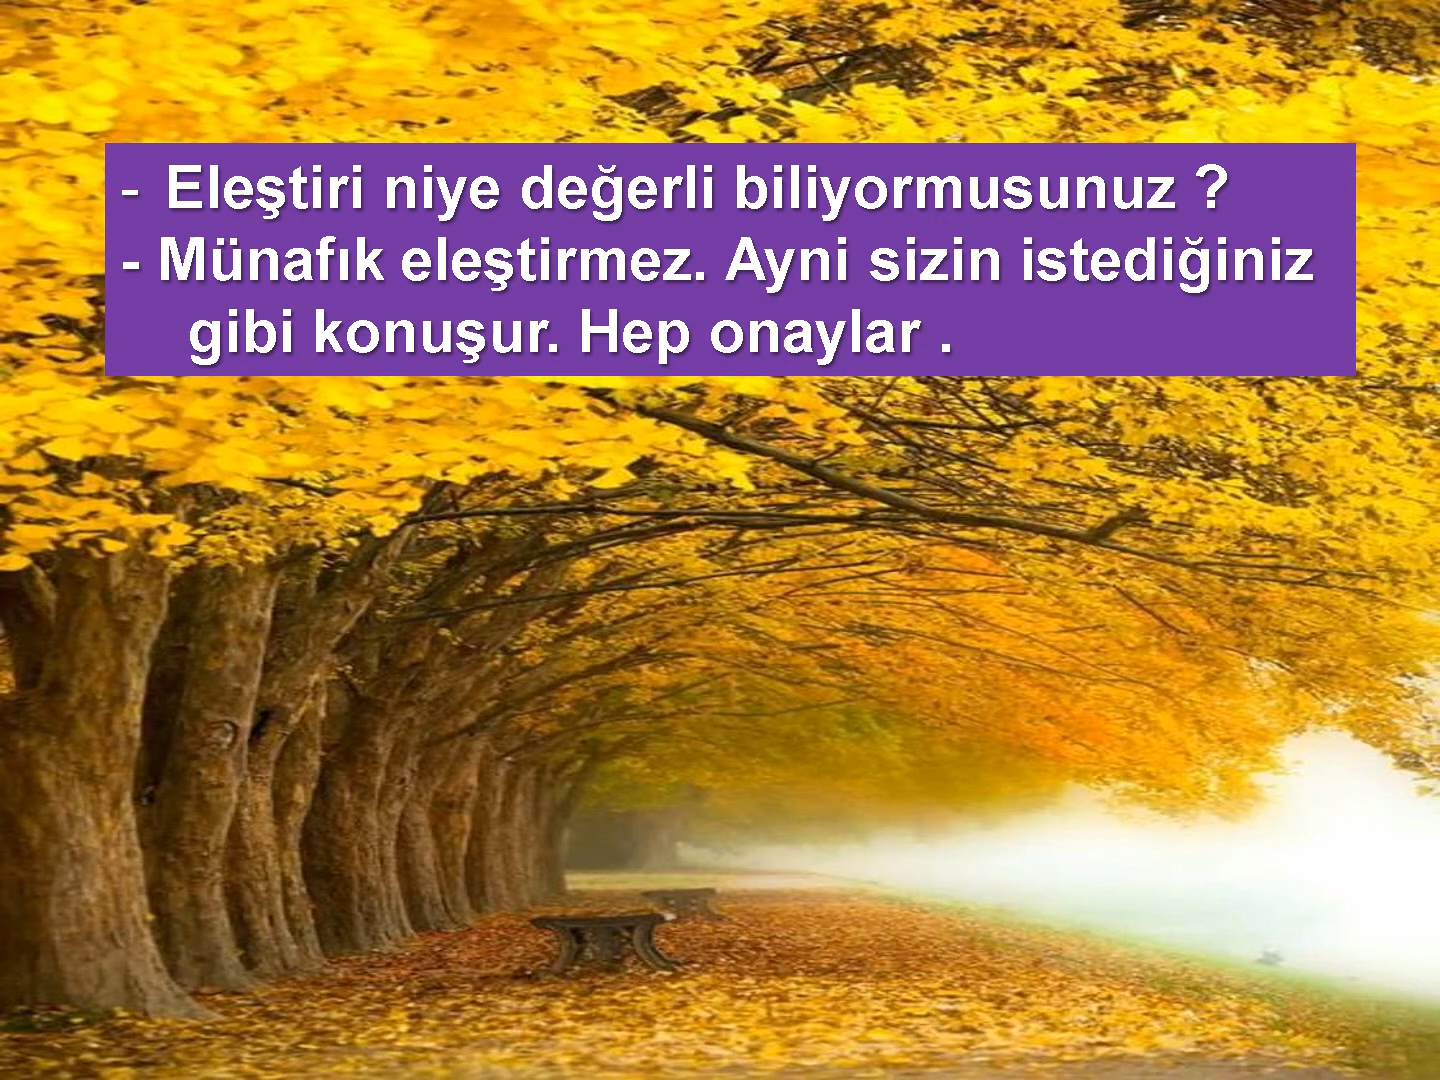 - Eleştiri niye değerli biliyormusunuz ?
- Münafık eleştirmez. Ayni sizin istediğiniz
gibi konuşur. Hep onaylar .